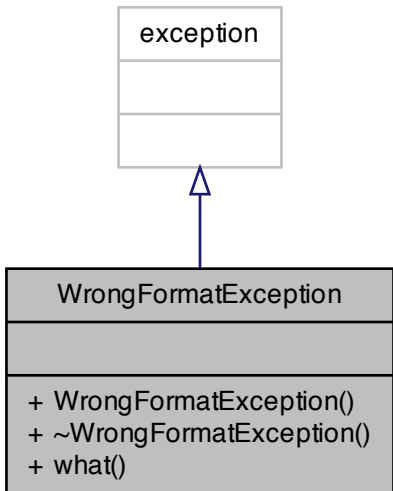 exception
WrongFormatException
+ WrongFormatException()
+ ~WrongFormatException()
+ what()